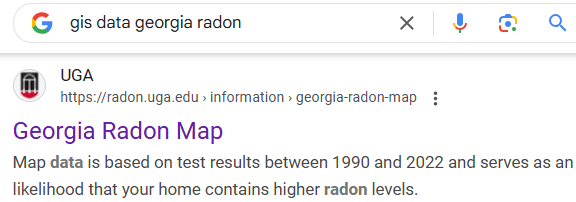 gis data georgia radon
UGA
https://radon.uga.edu › information › georgia-radon-map
Georgia Radon Map
Map data is based on test results between 1990 and 2022 and serves as an
likelihood that your home contains higher radon levels.